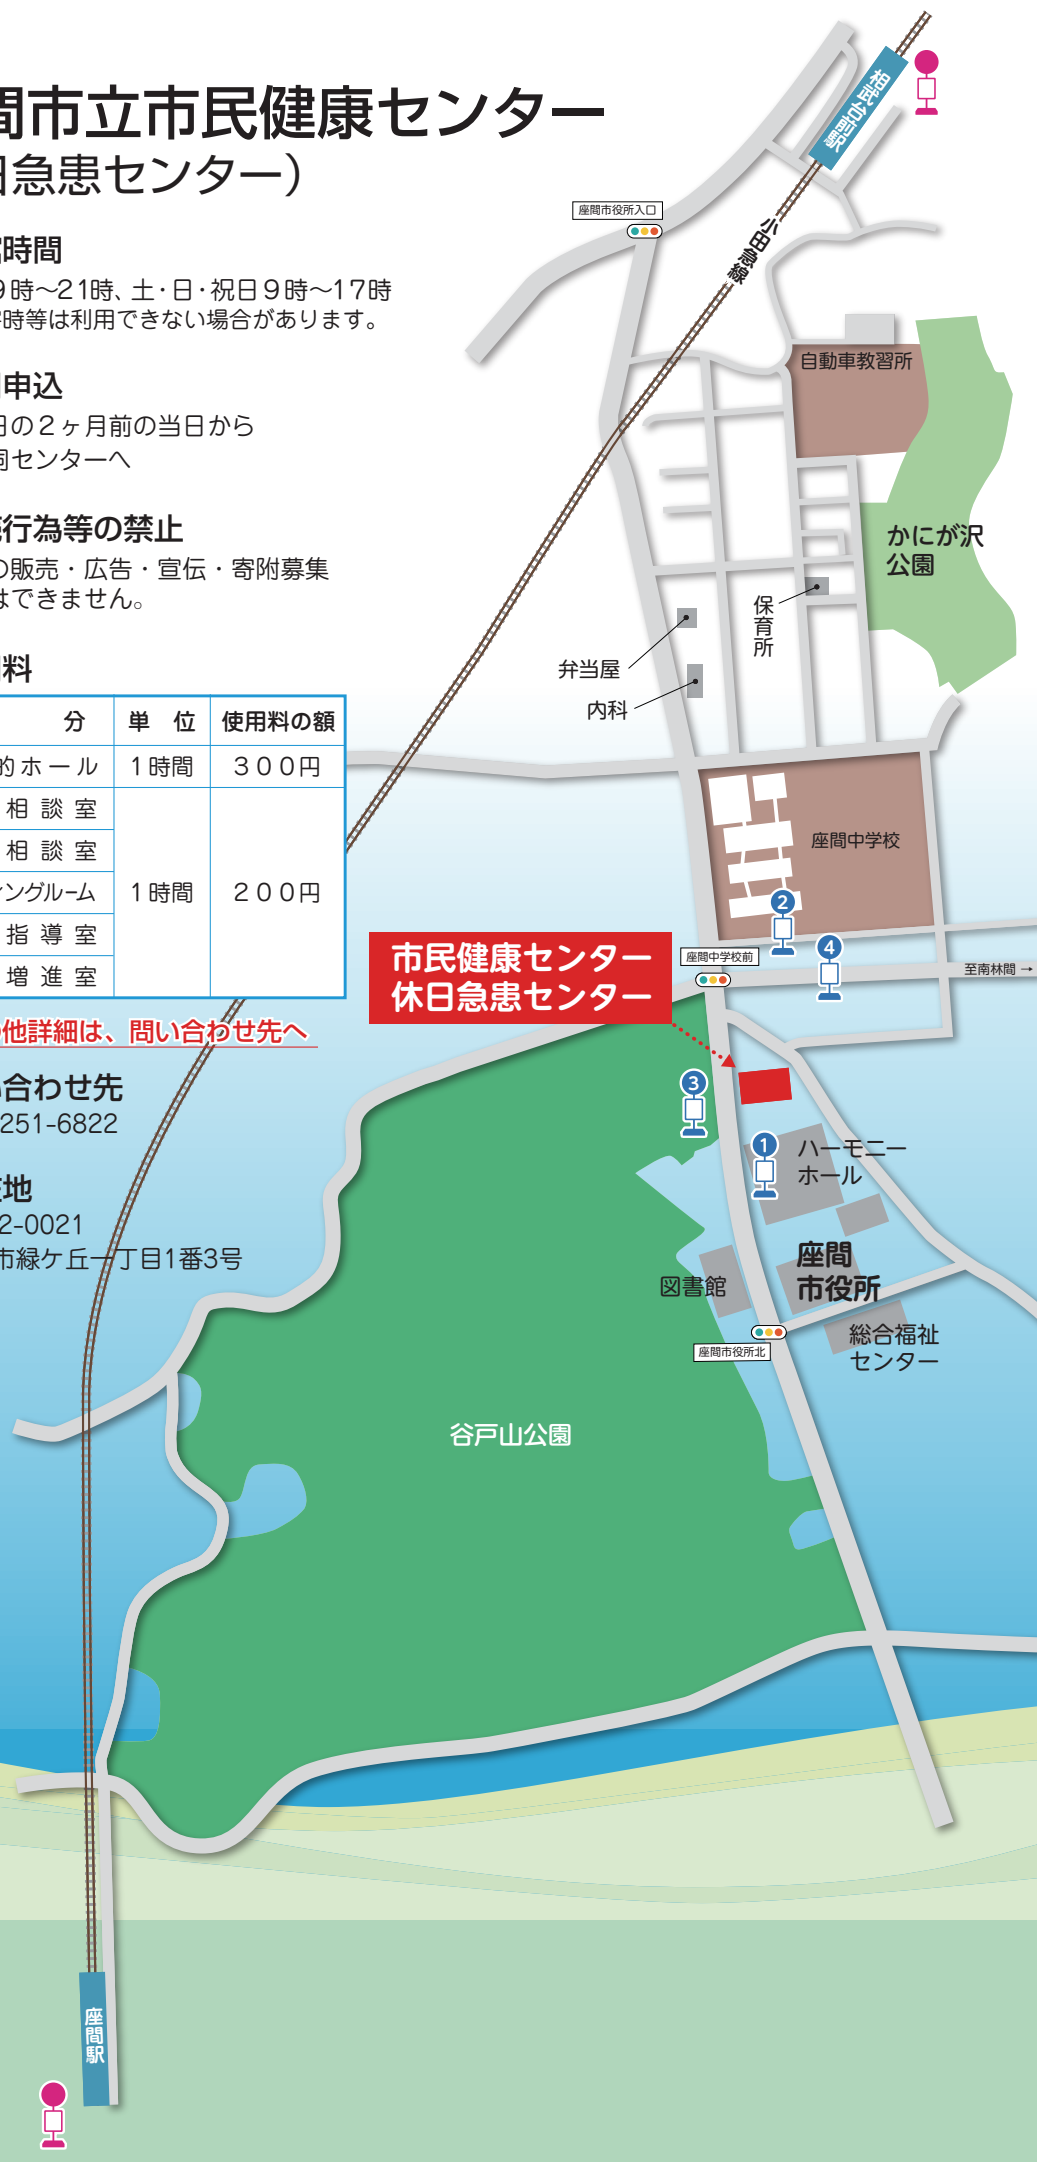 間市立市民健康センター
日急患センター）
時間
９時〜21時、土・日・祝日９時〜17時
時等は利用できない場合があります。
申込
日の２ヶ月前の当日から
同センターへ
行為等の禁止
の販売・広告・宣伝・寄附募集
はできません。
料
分 単 位 使用料の額
的ホール 1時間 ３００円
相談室
相談室
ングルーム 1時間 ２００円
指導室
増進室
他詳細は、問い合わせ先へ
合わせ先
251-6822
地
2-0021
市緑ケ丘一丁目1番3号
相武台前駅
座間市役所入口
小田急線
自動車教習所
かにが沢
公園
保育所
弁当屋
内科
座間中学校
2
4
市民健康センター
休日急患センター
座間中学校前
至南林間→
3
1
ハーモニー
ホール
座間
市役所
図書館
総合福祉
センター
座間市役所北
谷戸山公園
座間駅